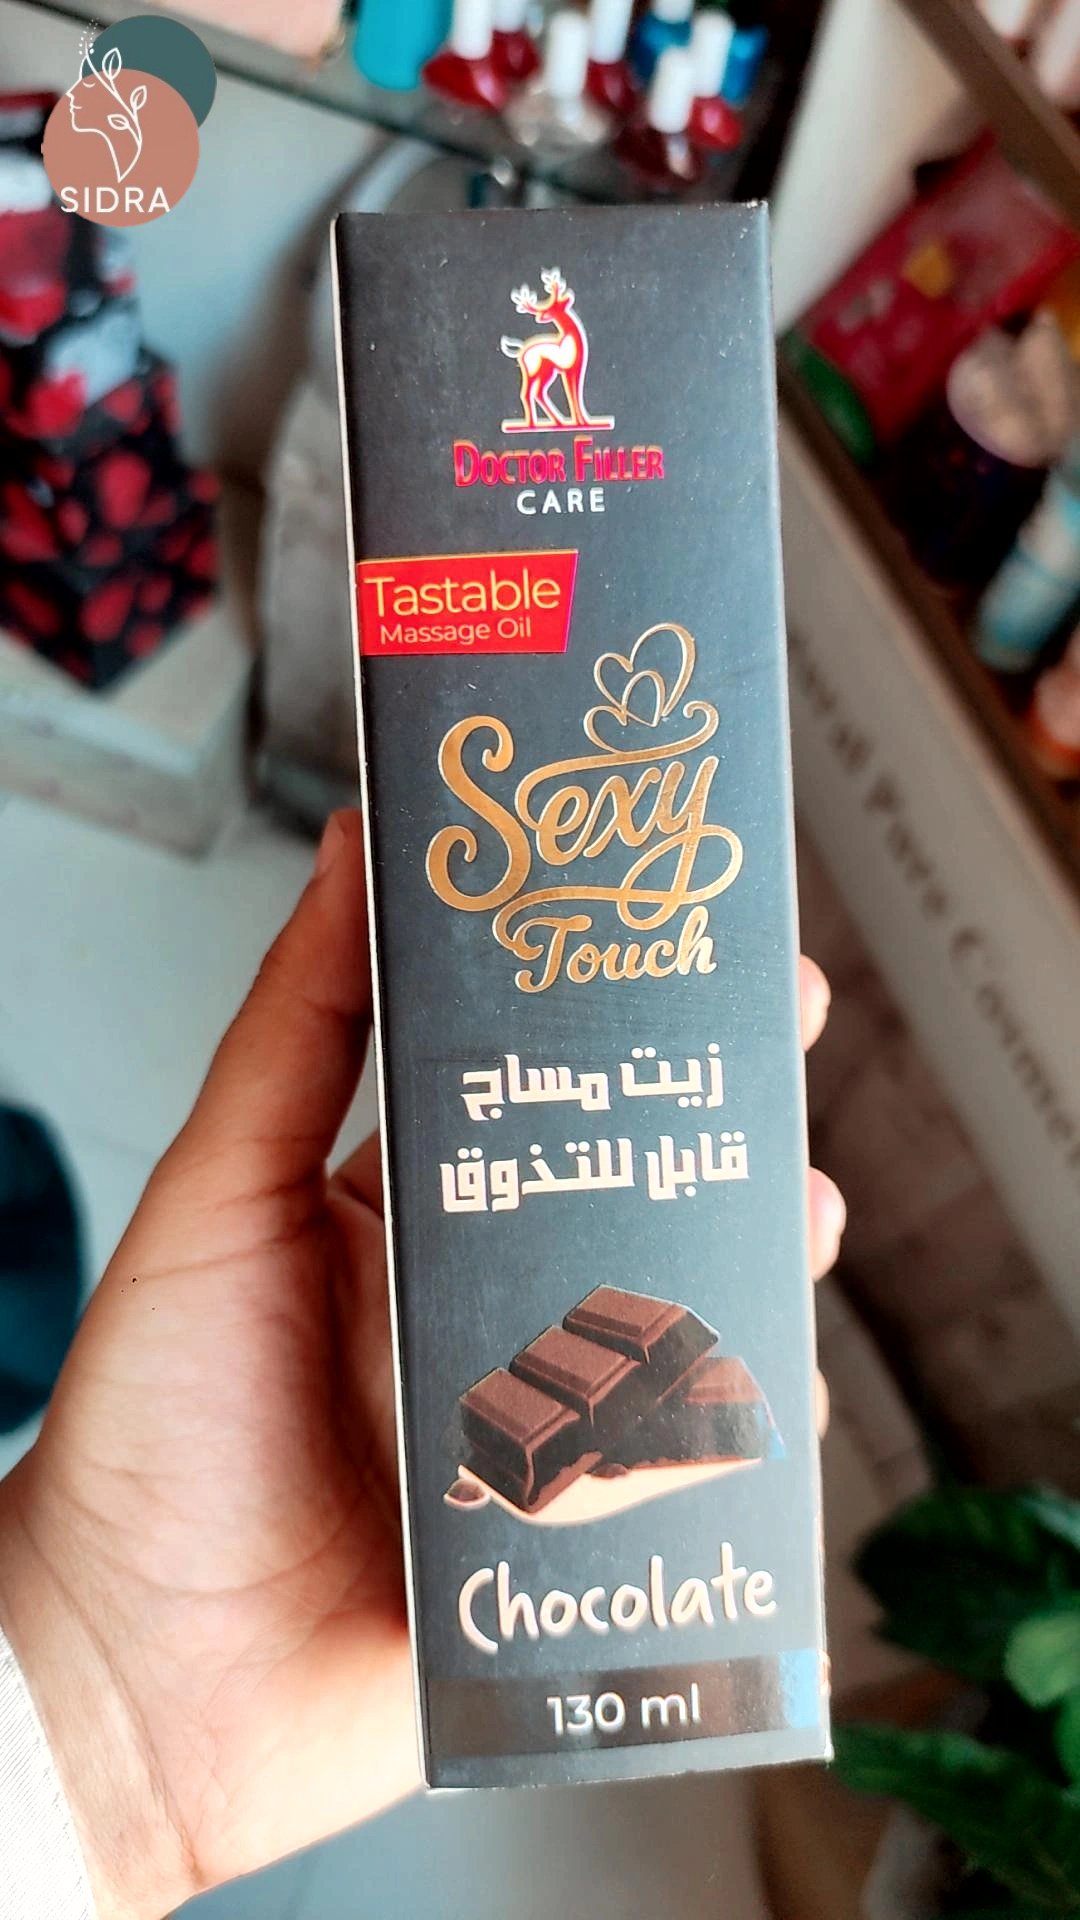 SIDRA
DOCTOR FILLER
CARE
Tastable
Massage Oil
Sexy
Touch
زيت مساج
قابل للتذوق
Chocolate
130 ml